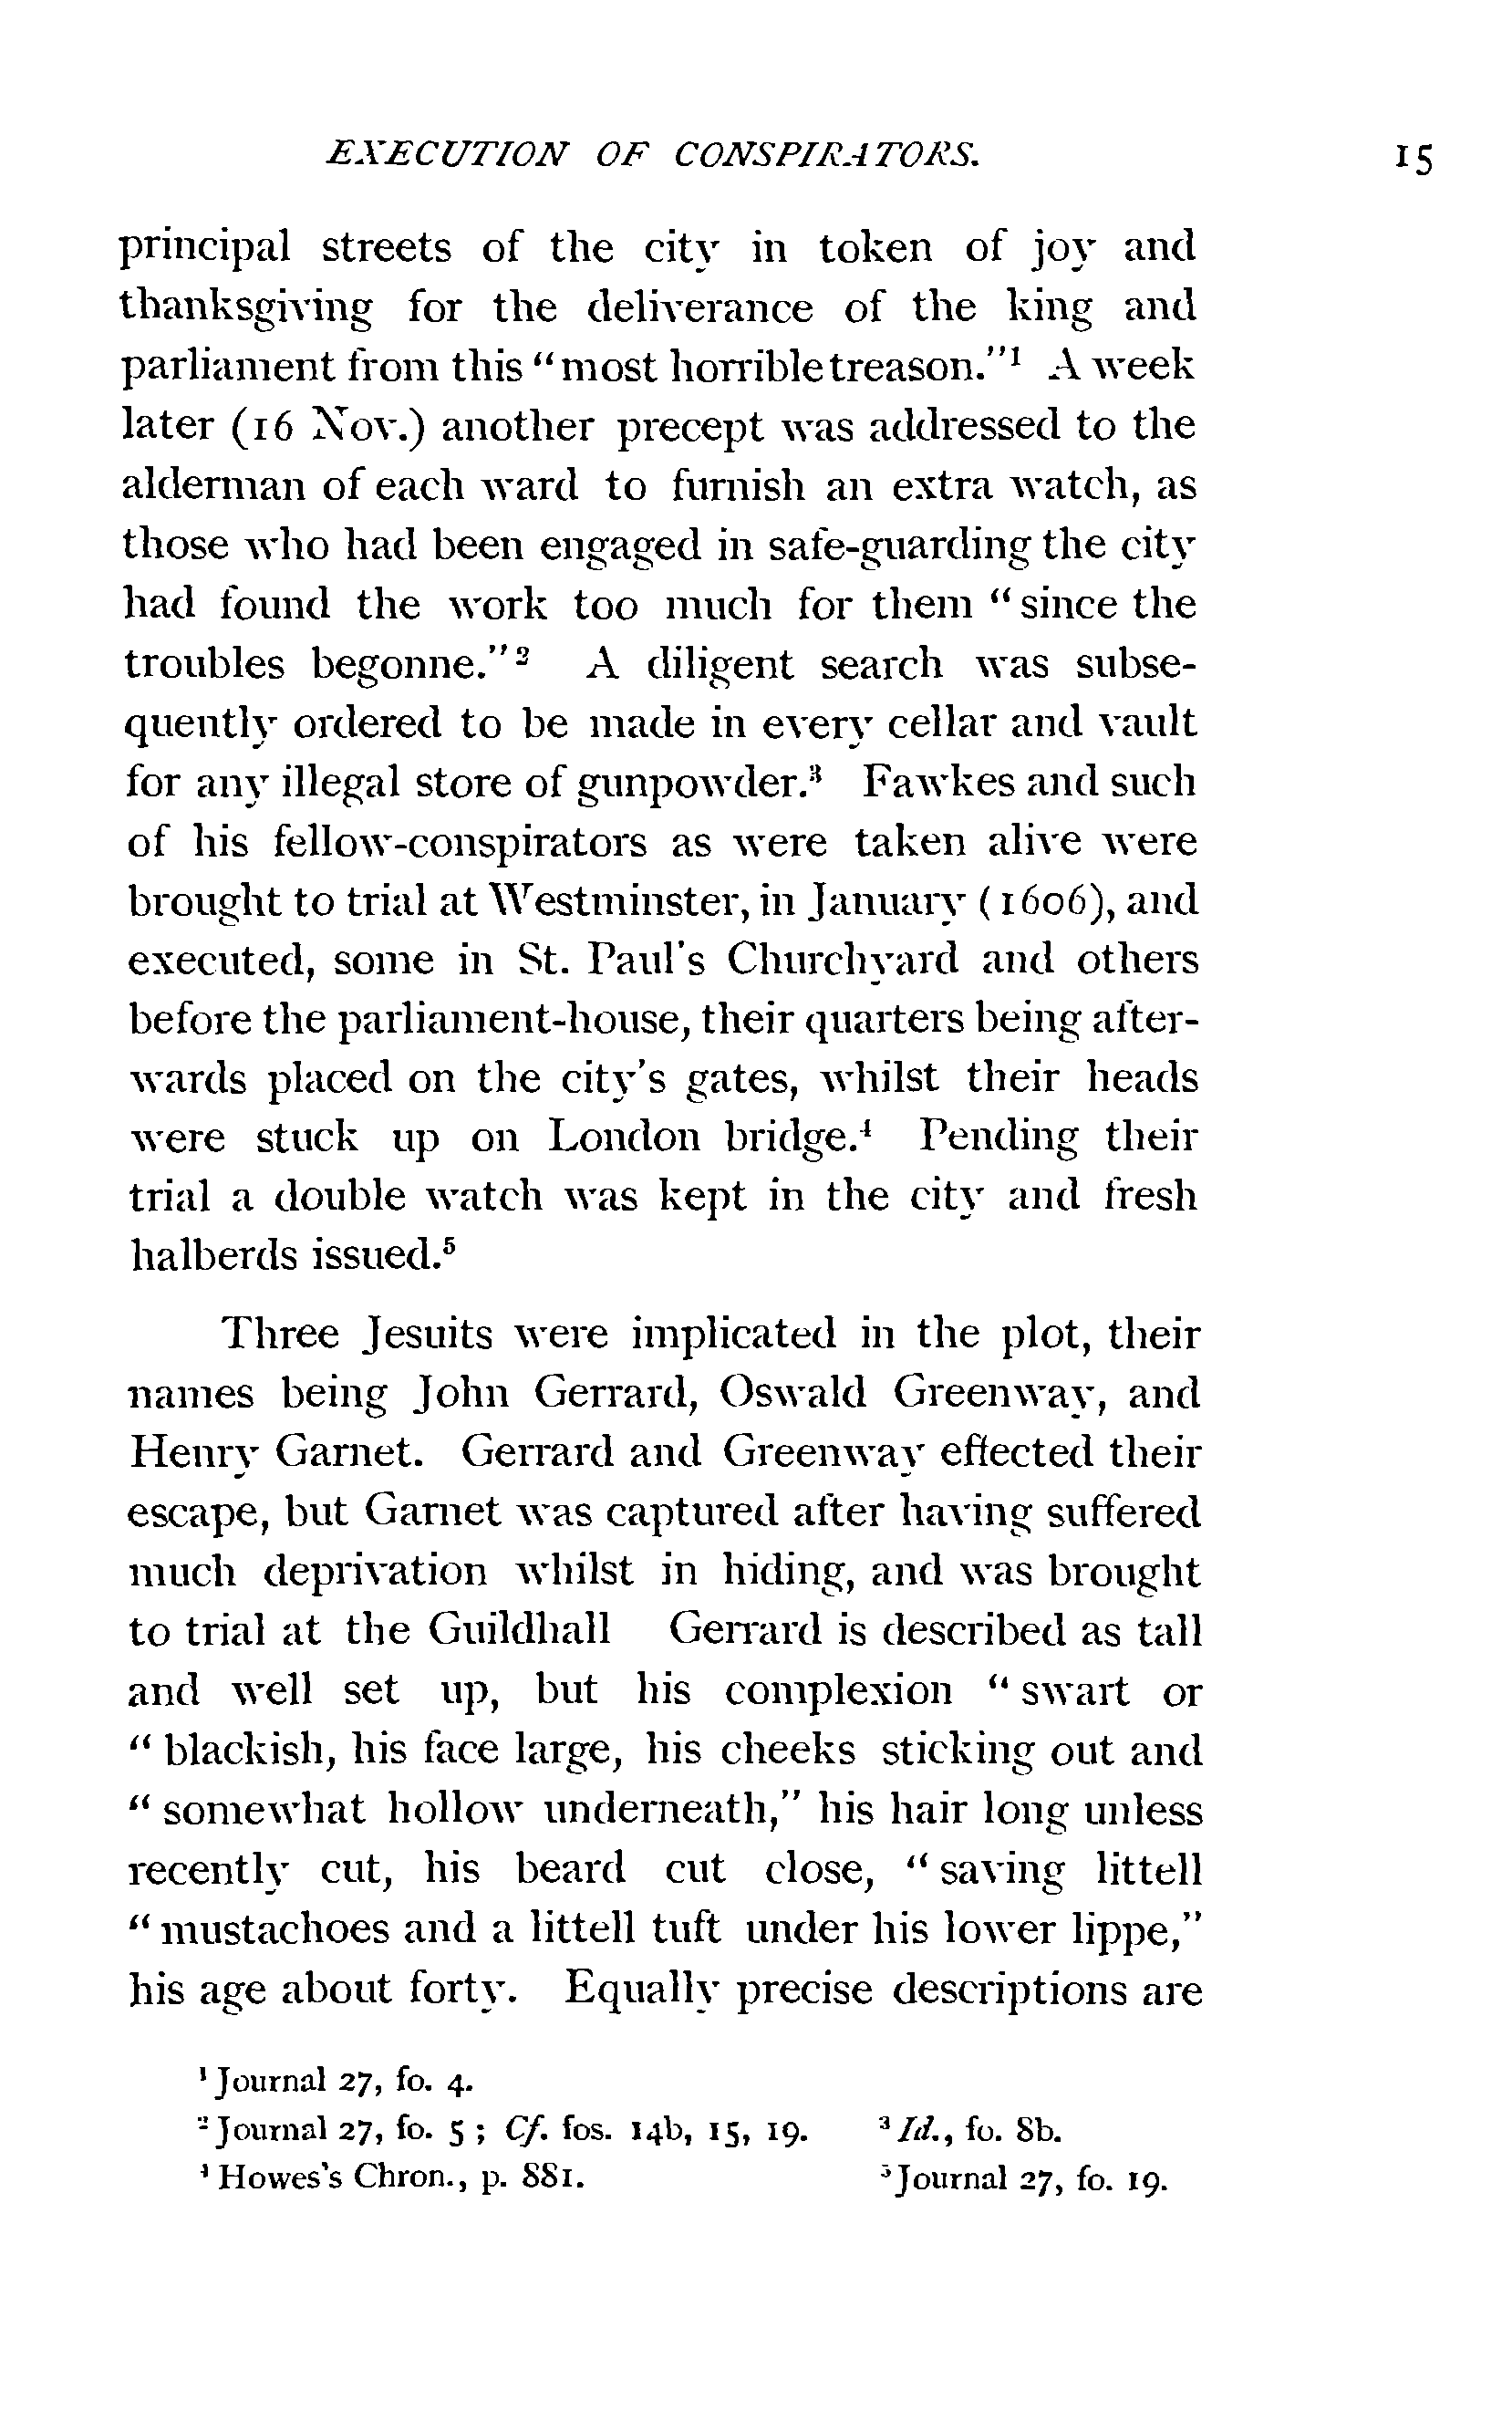 EXECUTION OF CONSPIRATORS. 15
principal streets of the city in token of joy and
thanksgiving for the deliverance of the king and
parliament from this “most horrible treason.”¹ A week
later (16 Nov.) another precept was addressed to the
alderman of each ward to furnish an extra watch, as
those who had been engaged in safe-guarding the city
had found the work too much for them “since the
troubles begonne.”² A diligent search was subse-
quently ordered to be made in every cellar and vault
for any illegal store of gunpowder.³ Fawkes and such
of his fellow-conspirators as were taken alive were
brought to trial at Westminster, in January (1606), and
executed, some in St. Paul's Churchyard and others
before the parliament-house, their quarters being after-
wards placed on the city's gates, whilst their heads
were stuck up on London bridge.⁴ Pending their
trial a double watch was kept in the city and fresh
halberds issued.⁵
Three Jesuits were implicated in the plot, their
names being John Gerrard, Oswald Greenway, and
Henry Garnet. Gerrard and Greenway effected their
escape, but Garnet was captured after having suffered
much deprivation whilst in hiding, and was brought
to trial at the Guildhall Gerrard is described as tall
and well set up, but his complexion “swart or
“blackish, his face large, his cheeks sticking out and
“somewhat hollow underneath,” his hair long unless
recently cut, his beard cut close, “saving littell
“mustachoes and a littell tuft under his lower lippe,”
his age about forty. Equally precise descriptions are
¹ Journal 27, fo. 4.
² Journal 27, fo. 5; Cf. fos. 14b, 15, 19. ³ Id., fo. 8b.
⁴ Howes's Chron., p. 881. ⁵ Journal 27, fo. 19.